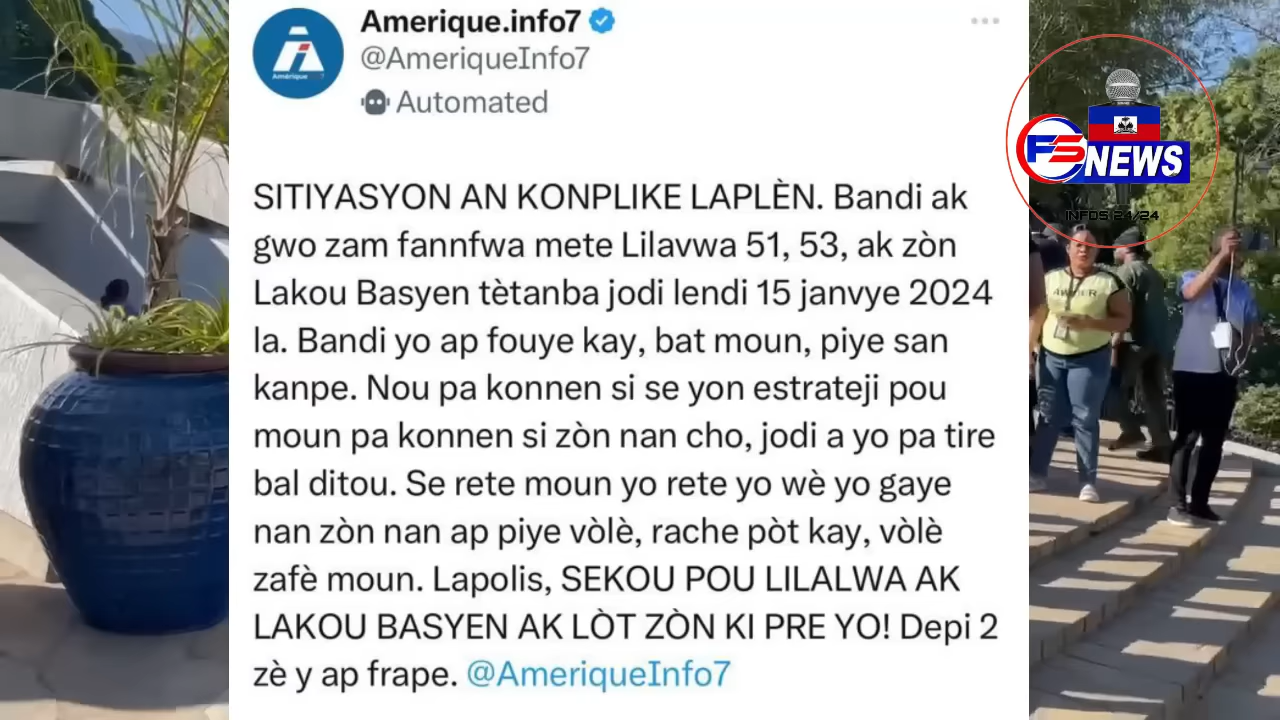 Amerique.info7
@AmeriqueInfo7
Automated
SITIYASYON AN KONPLIKE LAPLÈN. Bandi ak
gwo zam fannfwa mete Lilavwa 51, 53, ak zòn
Lakou Basyen tètanba jodi lendi 15 janvye 2024
la. Bandi yo ap fouye kay, bat moun, piye san
kanpe. Nou pa konnen si se yon estrateji pou
moun pa konnen si zòn nan cho, jodi a yo pa tire
bal ditou. Se rete moun yo rete yo wè yo gaye
nan zòn nan ap piye vòlè, rache pòt kay, vòlè
zafè moun. Lapolis, SEKOU POU LILALWA AK
LAKOU BASYEN AK LÒT ZÒN KI PRE YO! Depi 2
zè y ap frape. @AmeriqueInfo7
Amérique 7
FS NEWS
INFOS 24/24